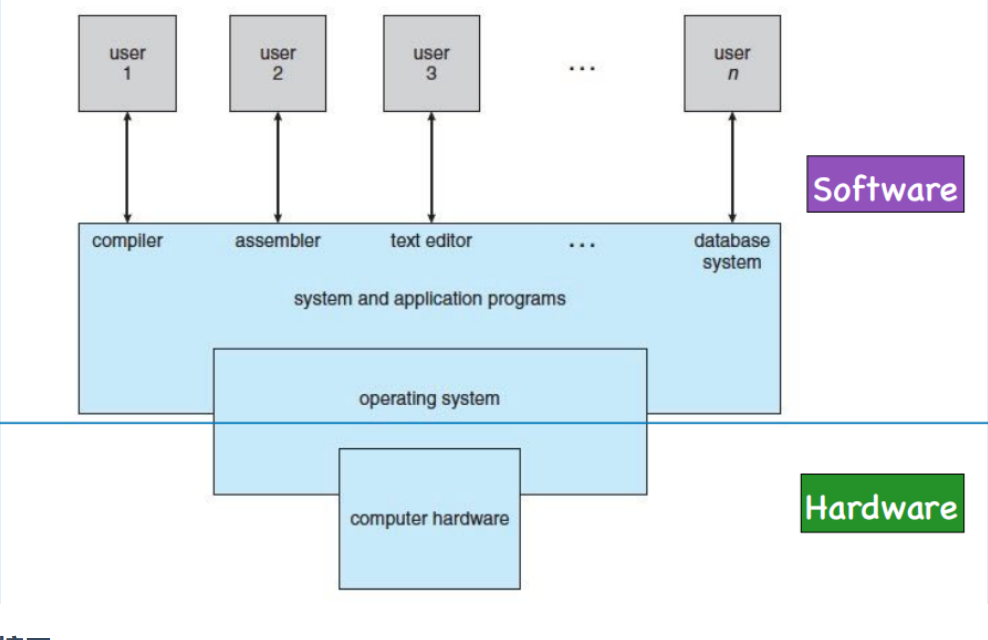 user
1
user
2
user
3
...
user
n
Software
compiler
assembler
text editor
...
database
system
system and application programs
operating system
Hardware
computer hardware